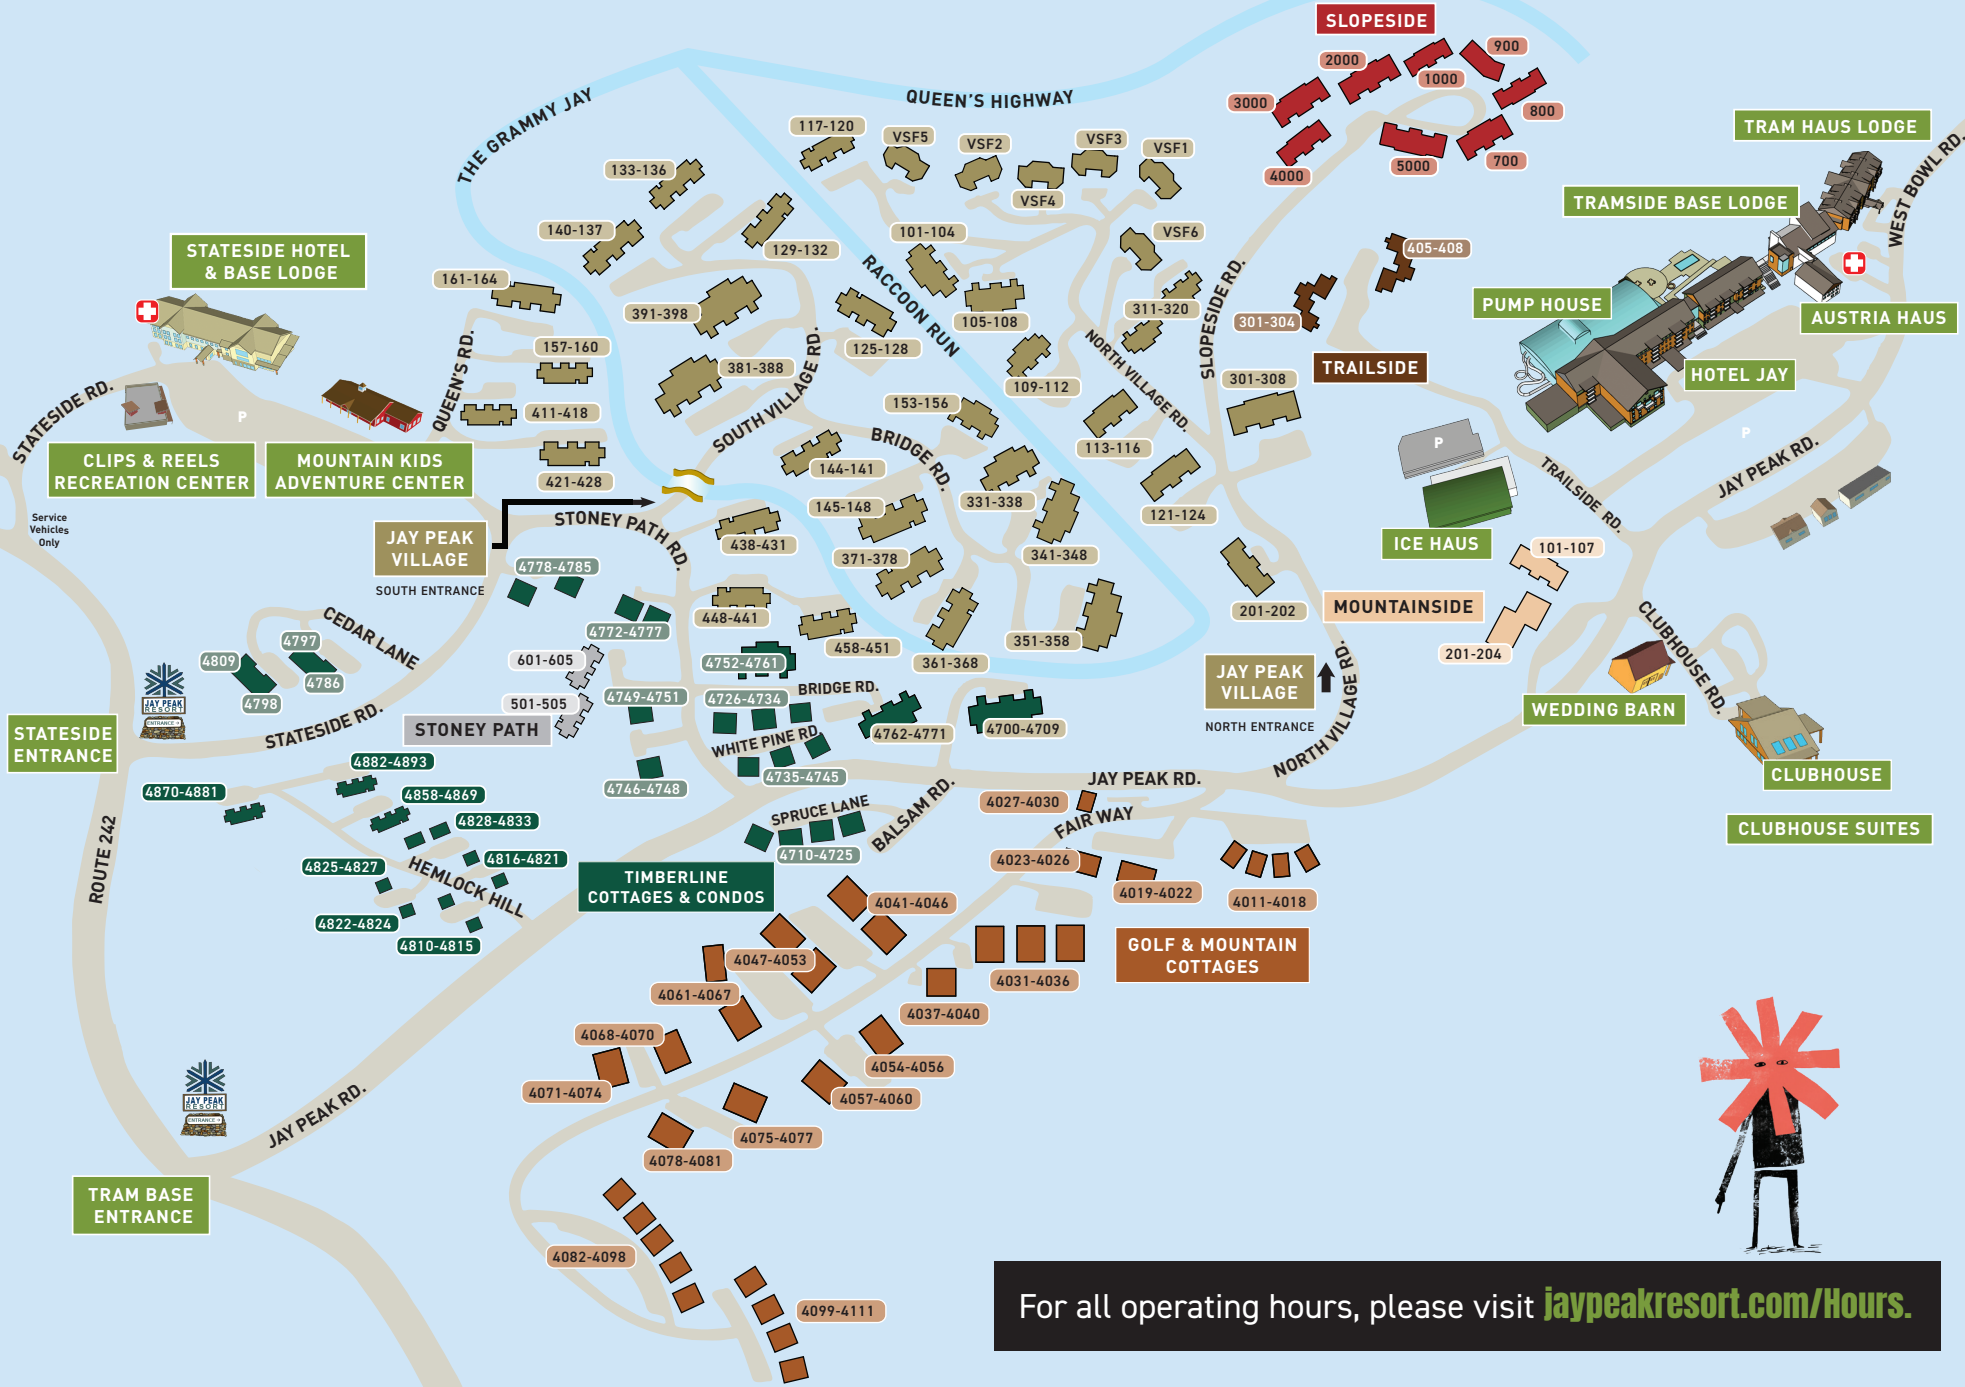 SLOPESIDE
2000
900
1000
3000
800
4000
5000
700
TRAM HAUS LODGE
TRAMSIDE BASE LODGE
WEST BOWL RD.
PUMP HOUSE
AUSTRIA HAUS
HOTEL JAY
405-408
301-304
TRAILSIDE
SLOPESIDE RD.
QUEEN'S HIGHWAY
THE GRAMMY JAY
RACCOON RUN
117-120
VSF5
VSF2
VSF3
VSF1
VSF4
VSF6
133-136
140-137
129-132
101-104
161-164
391-398
125-128
105-108
311-320
STATESIDE HOTEL
& BASE LODGE
157-160
381-388
SOUTH VILLAGE RD.
109-112
NORTH VILLAGE RD.
301-308
QUEEN'S RD.
411-418
153-156
BRIDGE RD.
113-116
STATESIDE RD.
P
CLIPS & REELS
RECREATION CENTER
MOUNTAIN KIDS
ADVENTURE CENTER
421-428
144-141
331-338
121-124
145-148
P
P
TRAILSIDE RD.
JAY PEAK RD.
Service
Vehicles
Only
JAY PEAK
VILLAGE
SOUTH ENTRANCE
STONEY PATH RD.
438-431
371-378
341-348
ICE HAUS
101-107
4778-4785
448-441
4772-4777
458-451
361-368
351-358
201-202
MOUNTAINSIDE
201-204
CLUBHOUSE RD.
CEDAR LANE
4797
4809
4786
4798
601-605
501-505
STONEY PATH
4752-4761
4749-4751
4726-4734
BRIDGE RD.
WHITE PINE RD.
4762-4771
4700-4709
4735-4745
4746-4748
JAY PEAK
VILLAGE
NORTH ENTRANCE
NORTH VILLAGE RD.
WEDDING BARN
CLUBHOUSE
CLUBHOUSE SUITES
JAY PEAK
RESORT
ENTRANCE
STATESIDE
ENTRANCE
STATESIDE RD.
4882-4893
4870-4881
4858-4869
4828-4833
4816-4821
4825-4827
HEMLOCK HILL
4822-4824
4810-4815
ROUTE 242
JAY PEAK RD.
SPRUCE LANE
BALSAM RD.
4710-4725
TIMBERLINE
COTTAGES & CONDOS
4027-4030
FAIR WAY
4023-4026
4019-4022
4011-4018
4041-4046
4047-4053
GOLF & MOUNTAIN
COTTAGES
4031-4036
4061-4067
4037-4040
4068-4070
4054-4056
4071-4074
4057-4060
4075-4077
4078-4081
4082-4098
4099-4111
JAY PEAK
RESORT
ENTRANCE
JAY PEAK RD.
TRAM BASE
ENTRANCE
For all operating hours, please visit jaypeakresort.com/Hours.